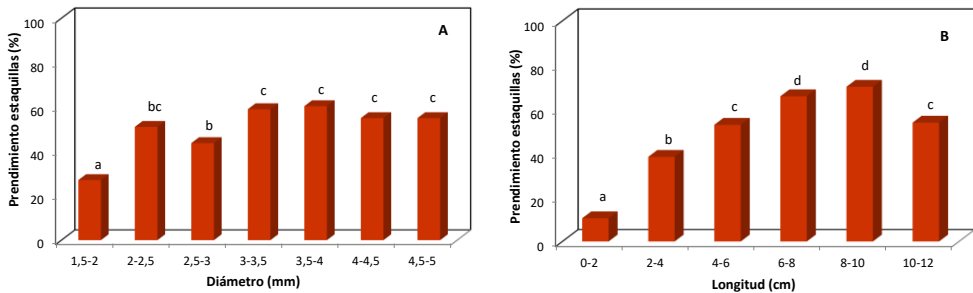 A
Prendimiento estaquillas (%)
100
80
60
40
20
0
a
bc
b
c
c
c
c
1,5-2 2-2,5 2,5-3 3-3,5 3,5-4 4-4,5 4,5-5
Diámetro (mm)
B
Prendimiento estaquillas (%)
100
80
60
40
20
0
a
b
c
d
d
c
0-2 2-4 4-6 6-8 8-10 10-12
Longitud (cm)